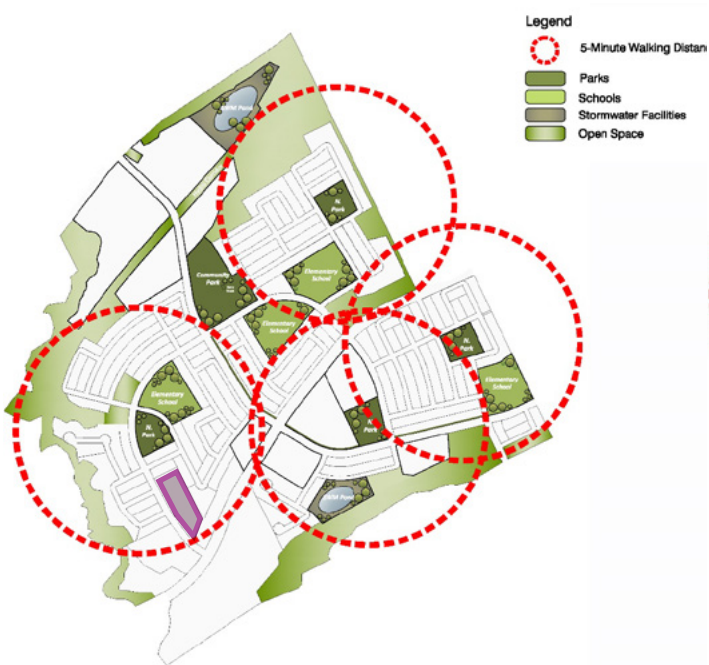 Legend
5-Minute Walking Distan
Parks
Schools
Stormwater Facilities
Open Space
SWM Pond
N.
Park
Elementary
School
Community
Park
Elementary
School
N.
Park
Elementary
School
Elementary
School
N.
Park
N.
Park
SWM Pond